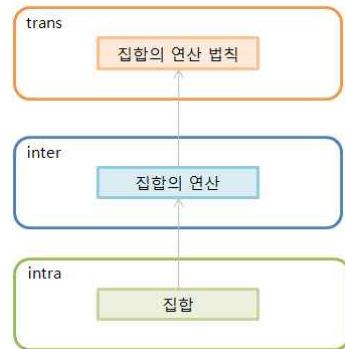 trans
집합의 연산 법칙
inter
집합의 연산
intra
집합